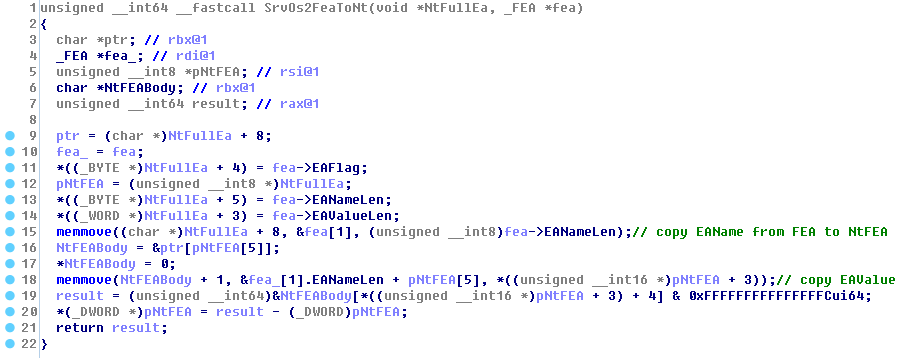 1 unsigned __int64 __fastcall SrvOs2FeaToNt(void *NtFullEa, _FEA *fea)
2 {
3   char *ptr; // rbx@1
4   _FEA *fea_; // rdi@1
5   unsigned __int8 *pNtFEA; // rsi@1
6   char *NtFEABody; // rbx@1
7   unsigned __int64 result; // rax@1
8
9   ptr = (char *)NtFullEa + 8;
10   fea_ = fea;
11   *((_BYTE *)NtFullEa + 4) = fea->EAFlag;
12   pNtFEA = (unsigned __int8 *)NtFullEa;
13   *((_BYTE *)NtFullEa + 5) = fea->EANameLen;
14   *((_WORD *)NtFullEa + 3) = fea->EAValueLen;
15   memmove((char *)NtFullEa + 8, &fea[1], (unsigned __int8)fea->EANameLen);// copy EAName from FEA to NtFEA
16   NtFEABody = &ptr[pNtFEA[5]];
17   *NtFEABody = 0;
18   memmove(NtFEABody + 1, &fea_[1].EANameLen + pNtFEA[5], *((unsigned __int16 *)pNtFEA + 3));// copy EAValue
19   result = (unsigned __int64)&NtFEABody[*((unsigned __int16 *)pNtFEA + 3) + 4] & 0xFFFFFFFFFFFFFFFCui64;
20   *(_DWORD *)pNtFEA = result - (_DWORD)pNtFEA;
21   return result;
22 }